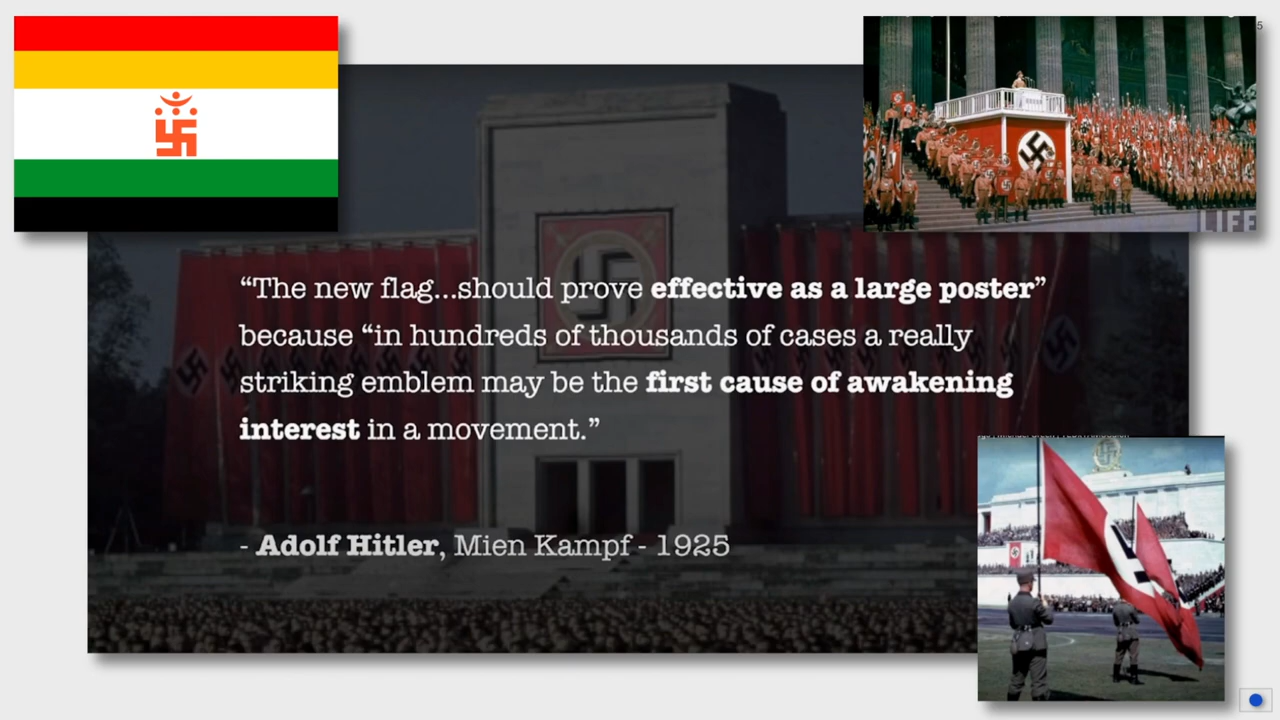 5
LIFE
“The new flag...should prove effective as a large poster”
because “in hundreds of thousands of cases a really
striking emblem may be the first cause of awakening
interest in a movement.”
- Adolf Hitler, Mien Kampf - 1925